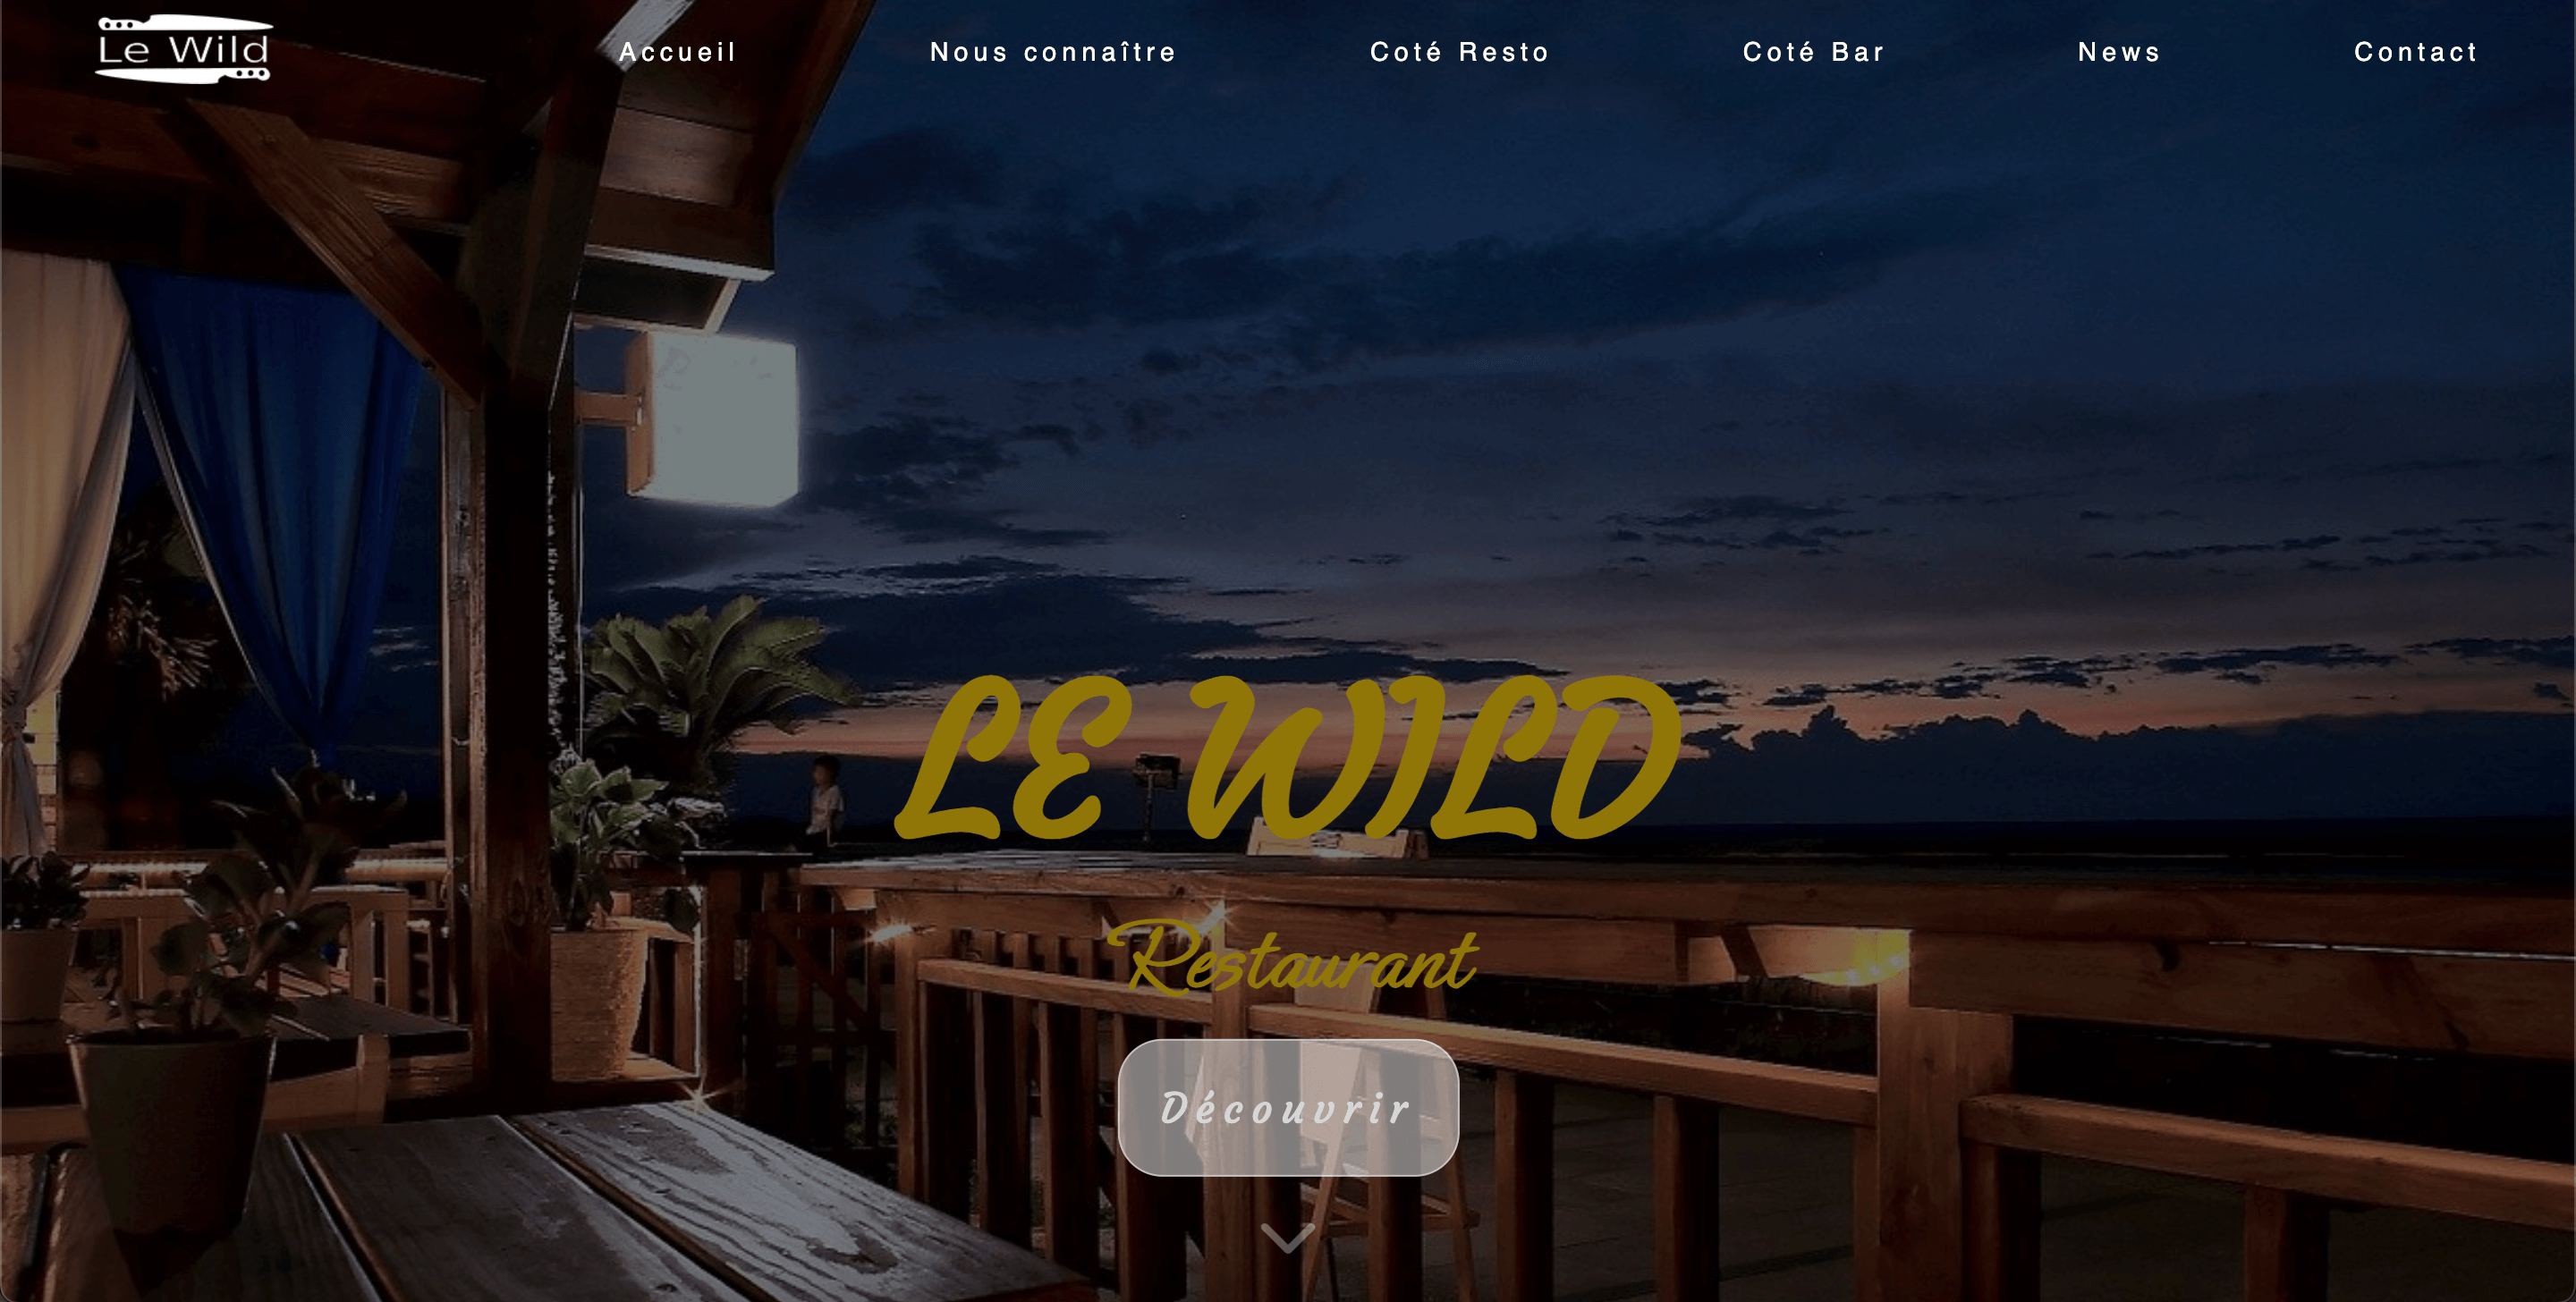 Le Wild
Accueil
Nous connaître
Coté Resto
Coté Bar
News
Contact
LE WILD
Restaurant
Découvrir